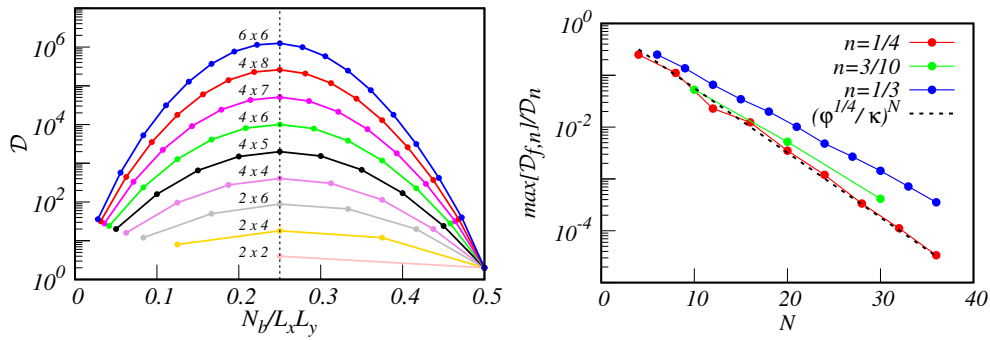 10^6
10^4
10^2
10^0
D
6 x 6
4 x 8
4 x 7
4 x 6
4 x 5
4 x 4
2 x 6
2 x 4
2 x 2
0 0.1 0.2 0.3 0.4 0.5
N_b/L_xL_y
10^0
10^-2
10^-4
max[D_{f,n}]/D_n
n=1/4
n=3/10
n=1/3
(φ^{1/4}/κ)^N
0 10 20 30 40
N